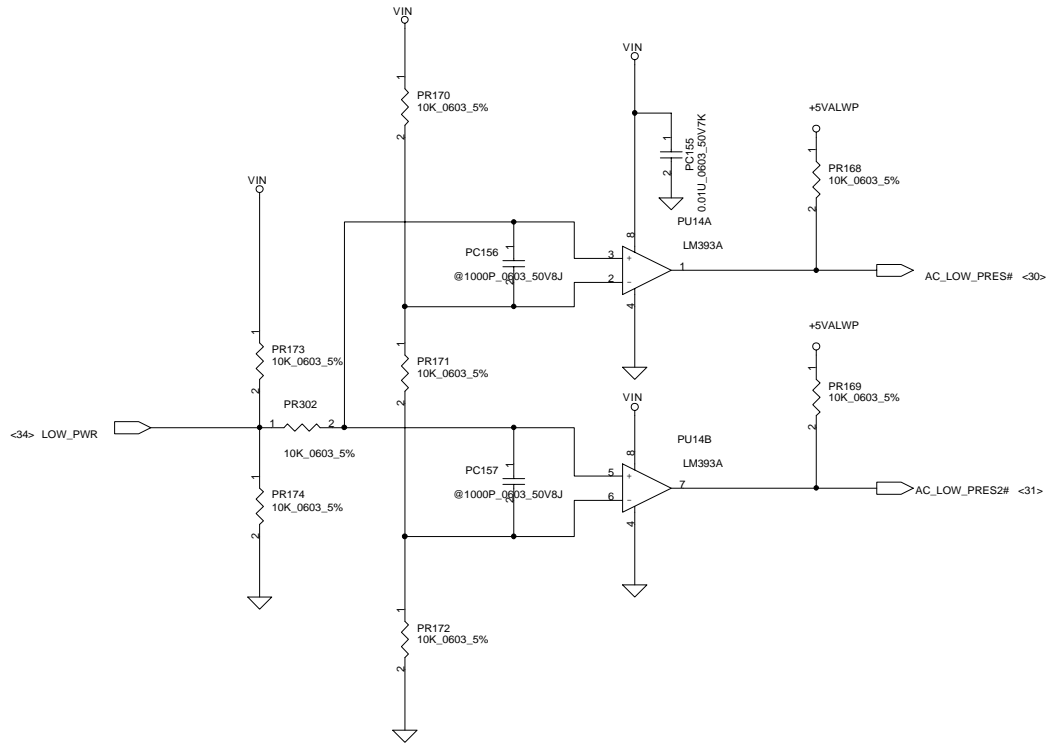 VIN
1
PR170
10K_0603_5%
2
VIN
1
PC155
2
0.01U_0603_50V7K
+5VALWP
1
PR168
10K_0603_5%
2
VIN
PC156
1
@1000P_0603_50V8J
2
PU14A
LM393A
8
3
+
2
-
1
4
AC_LOW_PRES# <30>
1
PR173
10K_0603_5%
2
1
PR171
10K_0603_5%
2
+5VALWP
1
PR169
10K_0603_5%
2
VIN
PR302
1
2
10K_0603_5%
<34> LOW_PWR
PC157
1
@1000P_0603_50V8J
2
PU14B
LM393A
8
5
+
6
-
7
4
AC_LOW_PRES2# <31>
1
PR174
10K_0603_5%
2
1
PR172
10K_0603_5%
2